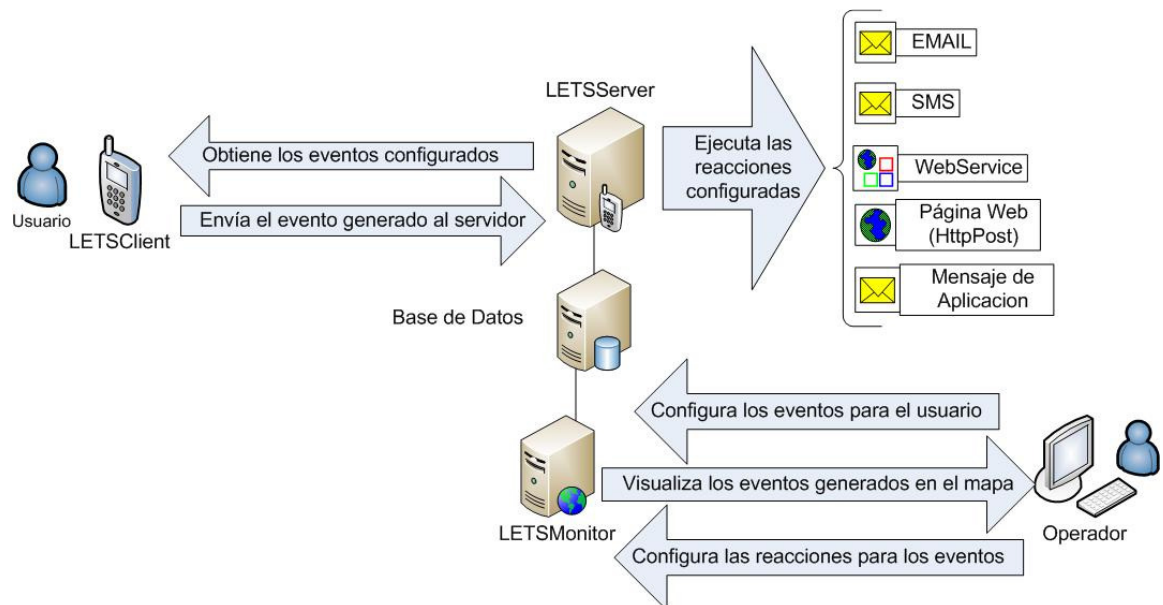 LETSServer
EMAIL
SMS
WebService
Página Web
(HttpPost)
Mensaje de
Aplicacion
Ejecuta las
reacciones
configuradas
Obtiene los eventos configurados
Envía el evento generado al servidor
Usuario
LETSClient
Base de Datos
Configura los eventos para el usuario
Visualiza los eventos generados en el mapa
Configura las reacciones para los eventos
LETSMonitor
Operador